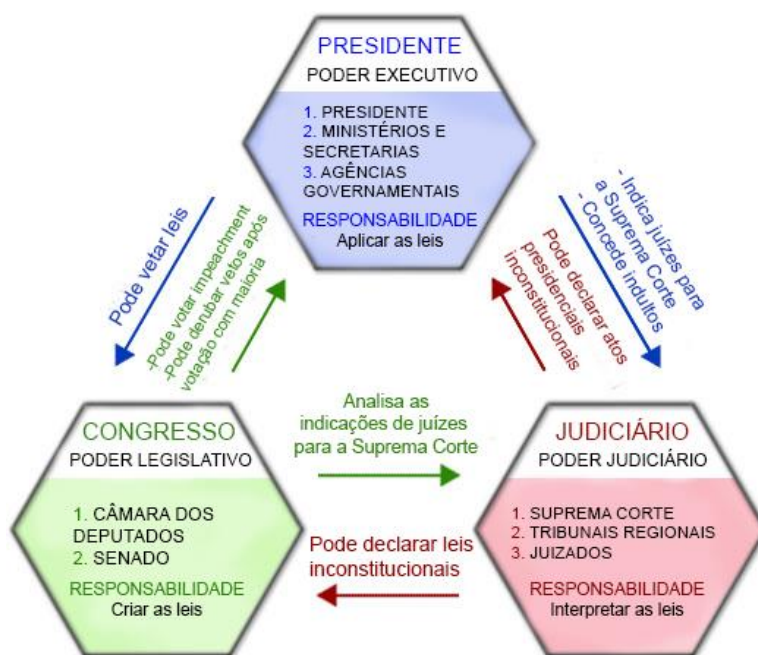 PRESIDENTE
PODER EXECUTIVO
1. PRESIDENTE
2. MINISTÉRIOS E
SECRETARIAS
3. AGÊNCIAS
GOVERNAMENTAIS
RESPONSABILIDADE
Aplicar as leis
Pode vetar leis
-Pode votar impeachment
-Pode derubar vetos após
votação com maioria
Pode declarar atos
presidenciais
inconstitucionais
- Indica juízes para
a Suprema Corte
- Concede indultos
CONGRESSO
PODER LEGISLATIVO
1. CÂMARA DOS
DEPUTADOS
2. SENADO
RESPONSABILIDADE
Criar as leis
Analisa as
indicações de juízes
para a Suprema Corte
Pode declarar leis
inconstitucionais
JUDICIÁRIO
PODER JUDICIÁRIO
1. SUPREMA CORTE
2. TRIBUNAIS REGIONAIS
3. JUIZADOS
RESPONSABILIDADE
Interpretar as leis